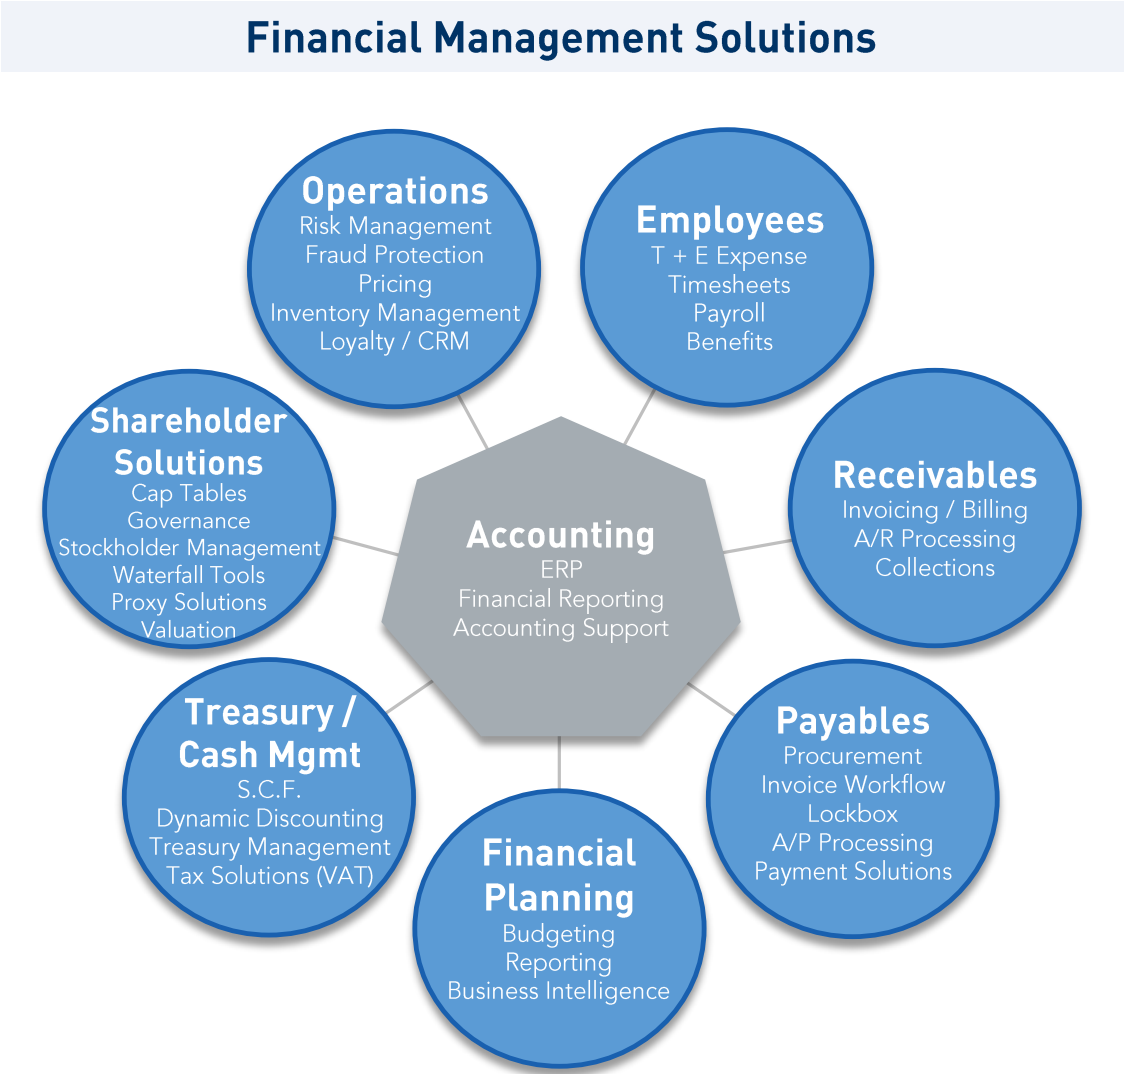 Financial Management Solutions
Operations
Risk Management
Fraud Protection
Pricing
Inventory Management
Loyalty / CRM
Employees
T + E Expense
Timesheets
Payroll
Benefits
Shareholder
Solutions
Cap Tables
Governance
Stockholder Management
Waterfall Tools
Proxy Solutions
Valuation
Accounting
ERP
Financial Reporting
Accounting Support
Receivables
Invoicing / Billing
A/R Processing
Collections
Treasury /
Cash Mgmt
S.C.F.
Dynamic Discounting
Treasury Management
Tax Solutions (VAT)
Financial
Planning
Budgeting
Reporting
Business Intelligence
Payables
Procurement
Invoice Workflow
Lockbox
A/P Processing
Payment Solutions